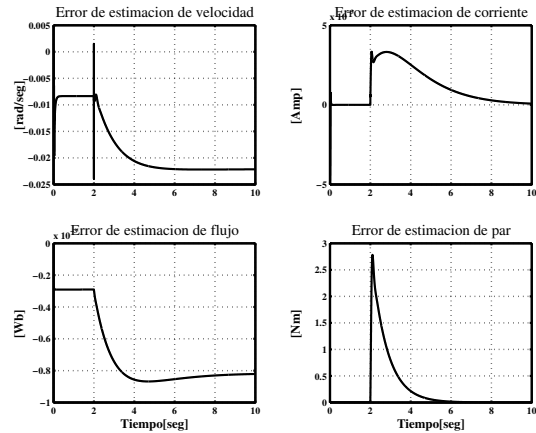 Error de estimacion de velocidad
0.005
0
−0.005
−0.01
−0.015
−0.02
−0.025
[rad/seg]
0 2 4 6 8 10
Error de estimacion de corriente
x 10
5
0
−5
[Amp]
0 2 4 6 8 10
Error de estimacion de flujo
x 10
0
−0.2
−0.4
−0.6
−0.8
−1
[Wb]
0 2 4 6 8 10
Tiempo[seg]
Error de estimacion de par
3
2.5
2
1.5
1
0.5
0
[Nm]
0 2 4 6 8 10
Tiempo[seg]